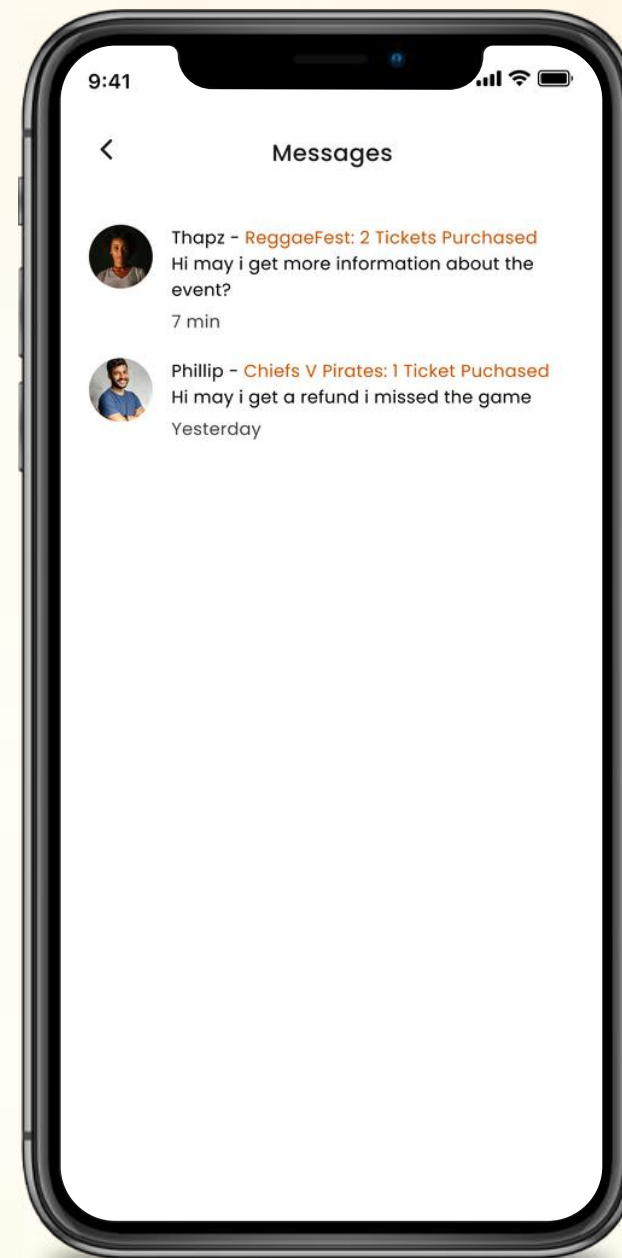 9:41
Messages
Thapz - ReggaeFest: 2 Tickets Purchased
Hi may i get more information about the
event?
7 min
Phillip - Chiefs V Pirates: 1 Ticket Puchased
Hi may i get a refund i missed the game
Yesterday